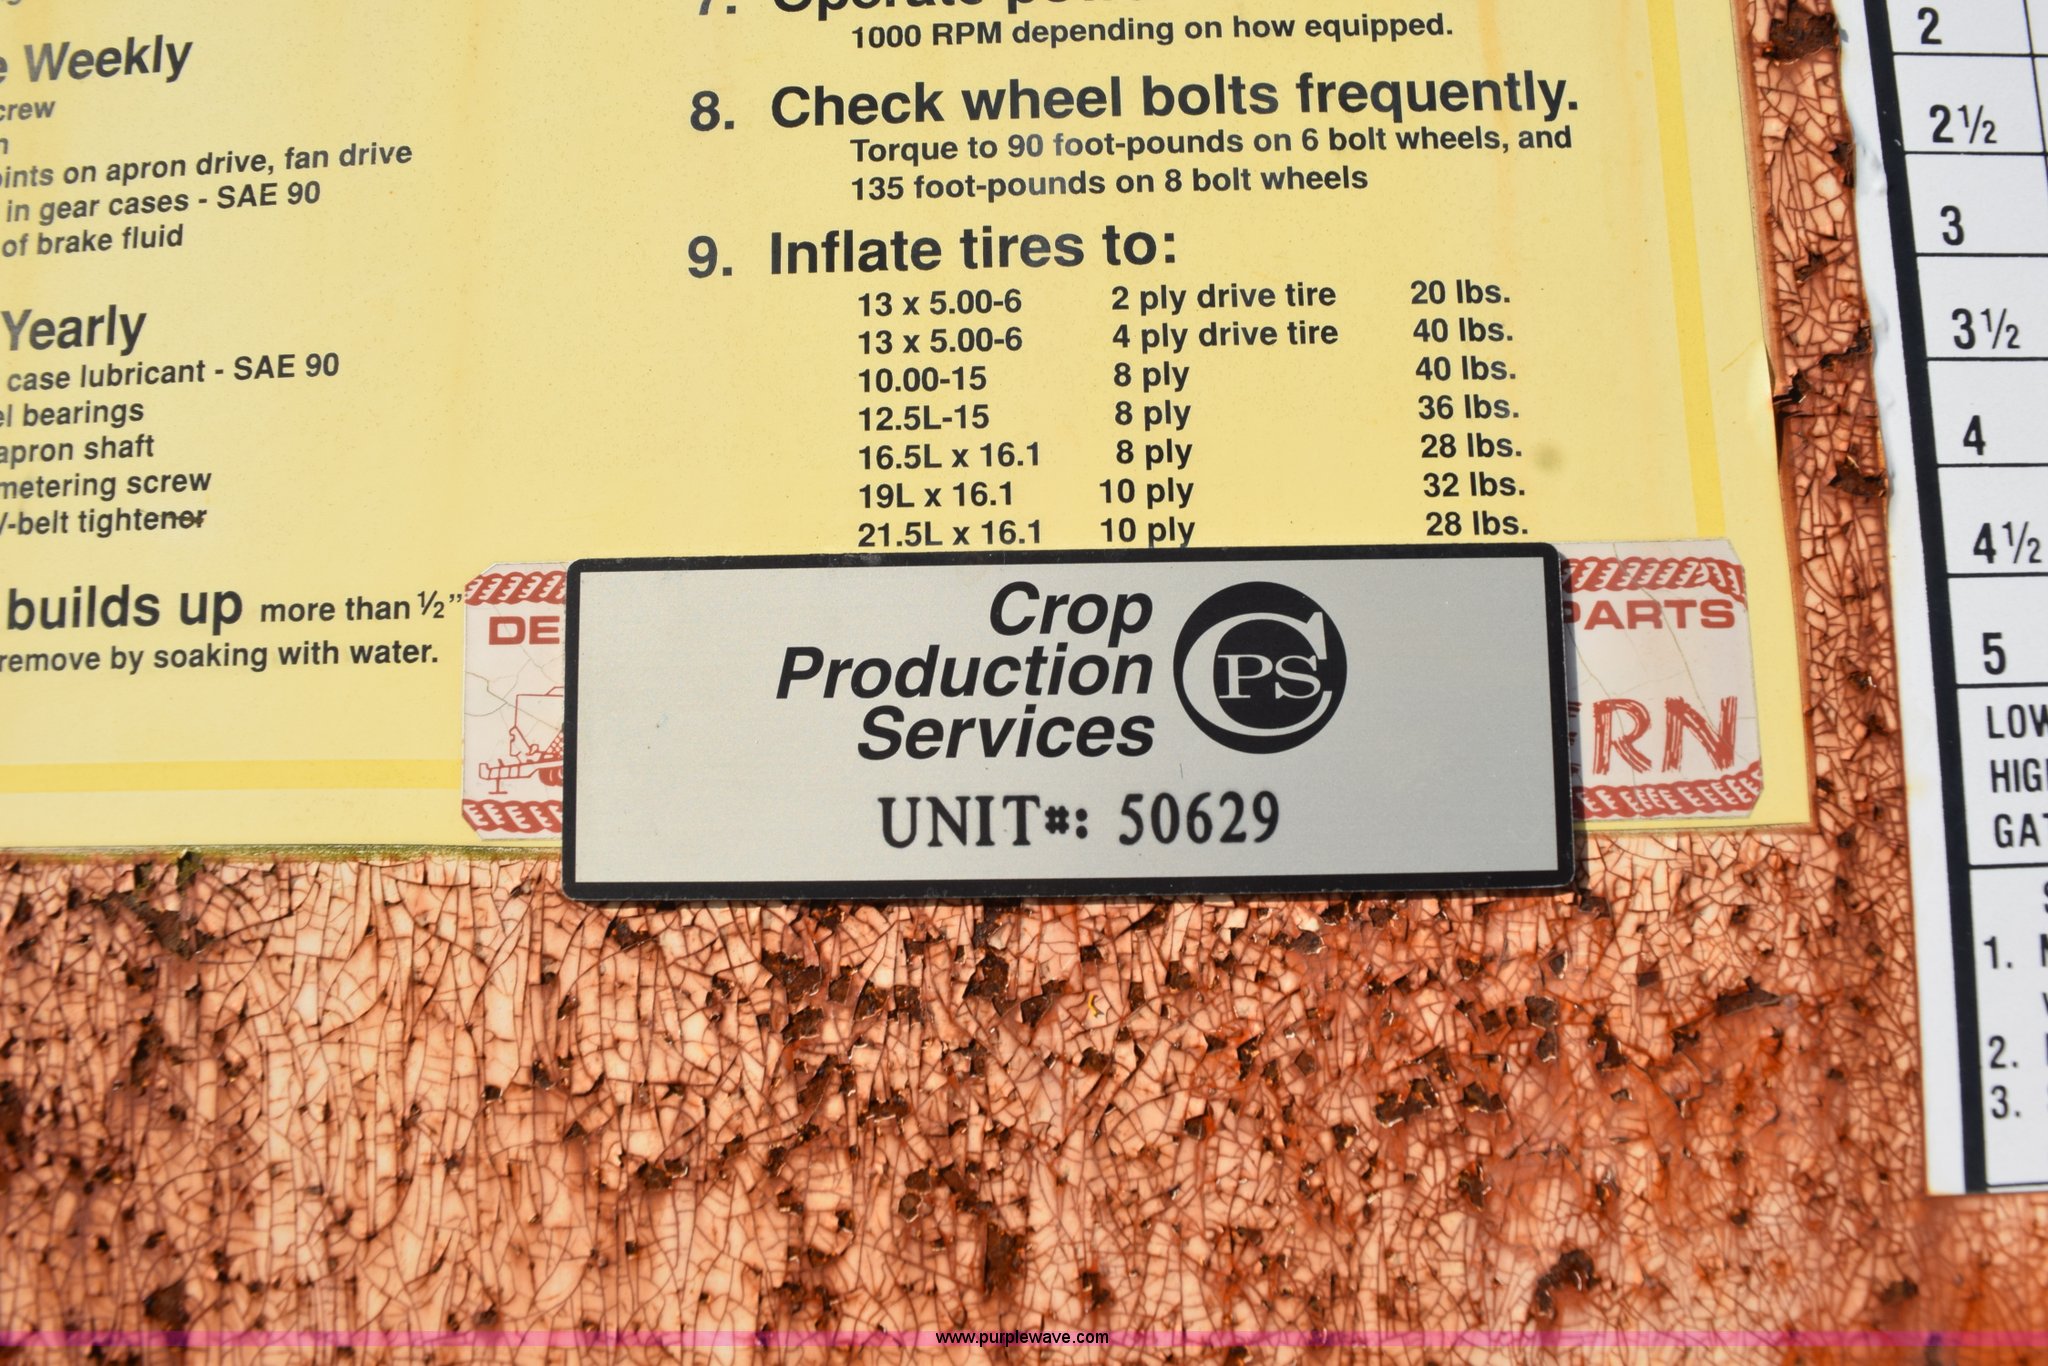 Weekly
crew
on apron drive, fan drive
in gear cases - SAE 90
of brake fluid
Yearly
case lubricant - SAE 90
bearings
apron shaft
metering screw
-belt tightener
builds up more than ½”
remove by soaking with water.
7. Operate
1000 RPM depending on how equipped.
8. Check wheel bolts frequently.
Torque to 90 foot-pounds on 6 bolt wheels, and
135 foot-pounds on 8 bolt wheels
9. Inflate tires to:
13 x 5.00-6 2 ply drive tire 20 lbs.
13 x 5.00-6 4 ply drive tire 40 lbs.
10.00-15 8 ply 40 lbs.
12.5L-15 8 ply 36 lbs.
16.5L x 16.1 8 ply 28 lbs.
19L x 16.1 10 ply 32 lbs.
21.5L x 16.1 10 ply 28 lbs.
DE
PARTS
ERN
Crop
Production
Services
CPS
UNIT#: 50629
2
2½
3
3½
4
4½
5
LOW
HIG
GAT
1.
2.
3.
www.purplewave.com